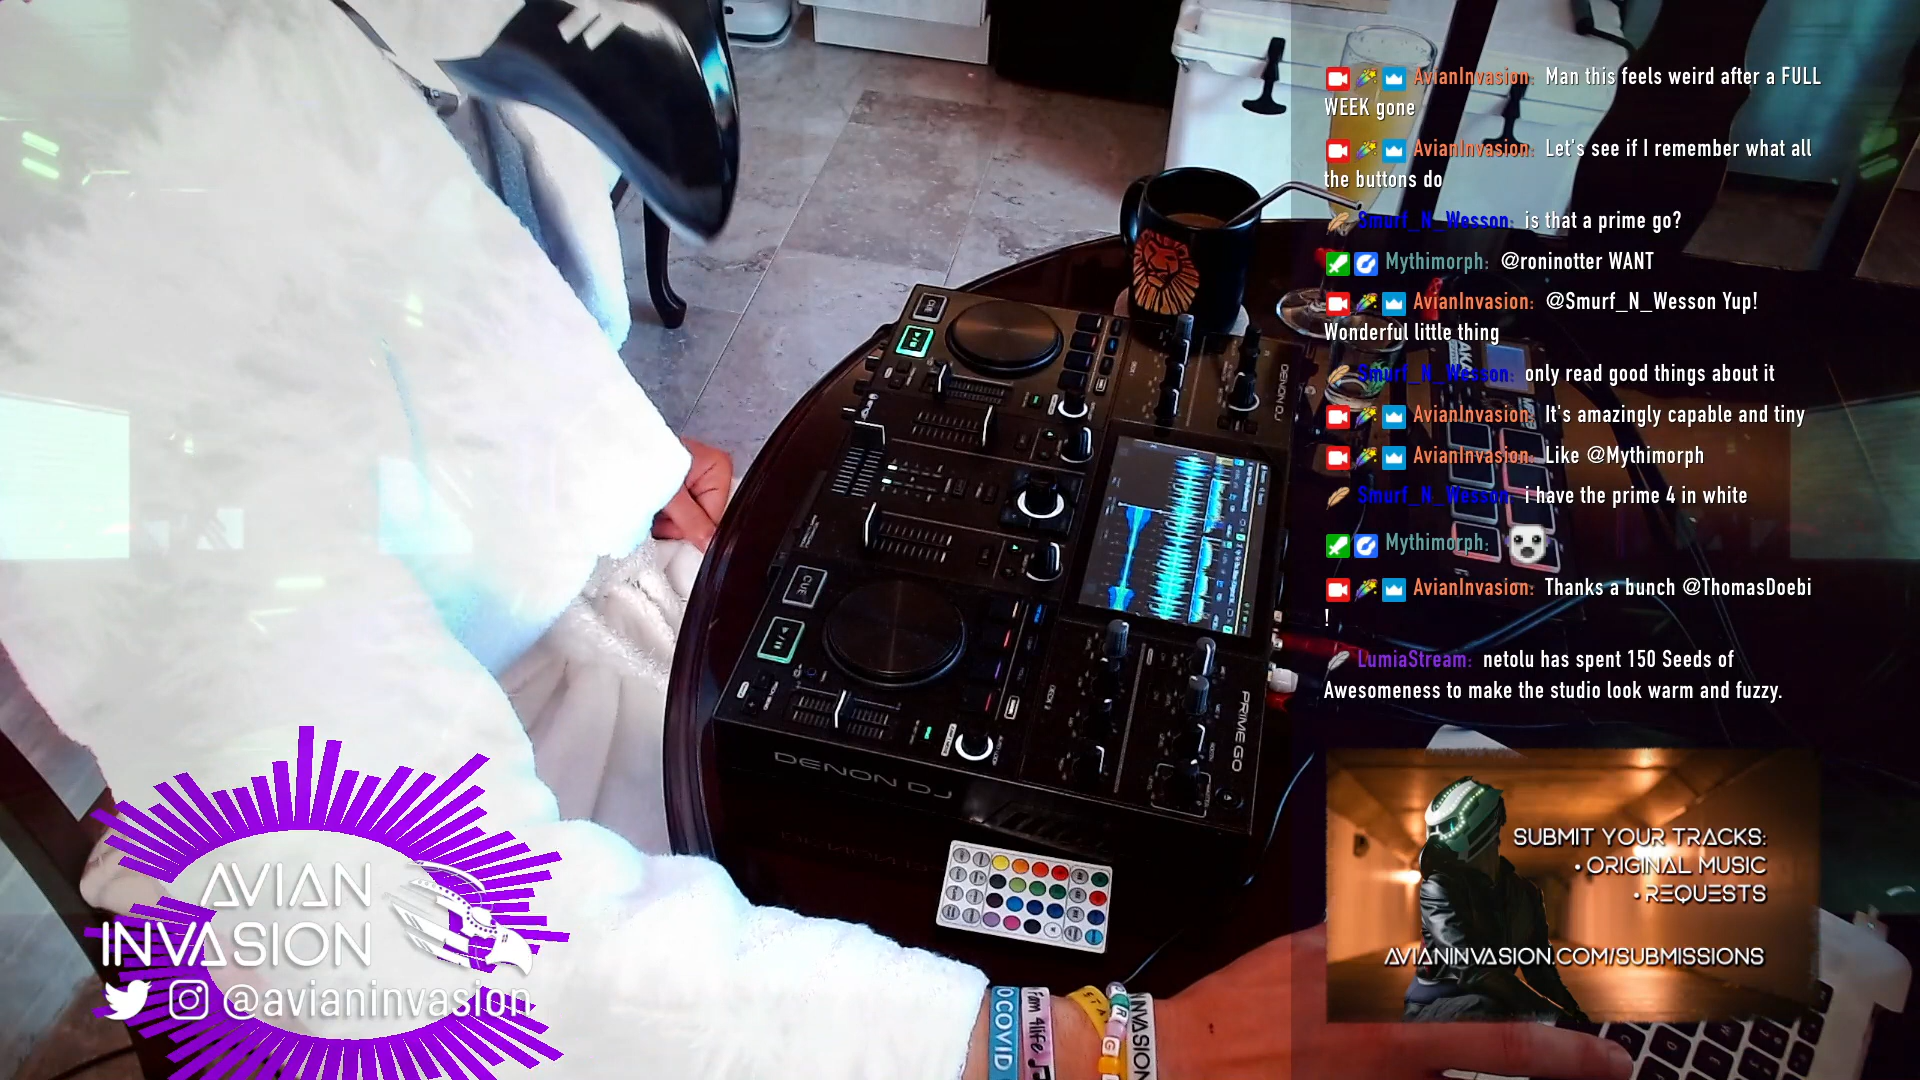 AvianInvasion: Man this feels weird after a FULL
WEEK gone
AvianInvasion: Let's see if I remember what all
the buttons do
Smurf_N_Wesson: is that a prime go?
Mythimorph: @roninotter WANT
AvianInvasion: @Smurf_N_Wesson Yup!
Wonderful little thing
Smurf_N_Wesson: only read good things about it
AvianInvasion: It's amazingly capable and tiny
AvianInvasion: Like @Mythimorph
Smurf_N_Wesson: i have the prime 4 in white
Mythimorph:
AvianInvasion: Thanks a bunch @ThomasDoebi
!
LumiaStream: netolu has spent 150 Seeds of
Awesomeness to make the studio look warm and fuzzy.
SUBMIT YOUR TRACKS:
• ORIGINAL MUSIC
• REQUESTS
AVIANINVASION.COM/SUBMISSIONS
CUE
DENON DJ
CUE
PRIME GO
DENON DJ
AVIAN
INVASION
@avianinvasion
COVID
fam 4life
INVASION